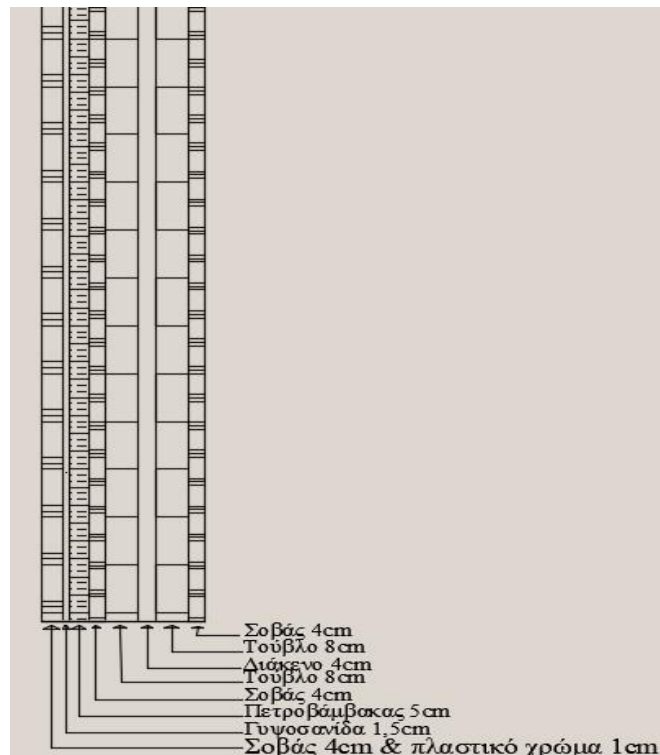 Σοβάς 4cm
Τούβλο 8cm
Διάκενο 4cm
Τούβλο 8cm
Σοβάς 4cm
Πετροβάμβακας 5cm
Γυψοσανίδα 1,5cm
Σοβάς 4cm & πλαστικό χρώμα 1cm